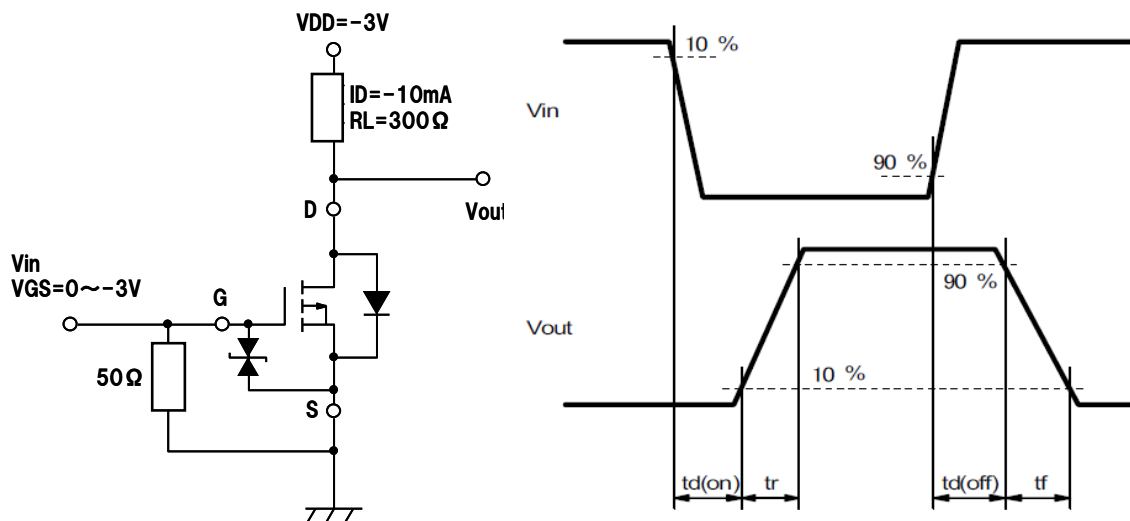 VDD=-3V
ID=-10mA
RL=300Ω
D
Vout
Vin
VGS=0～-3V
G
50Ω
S
10 %
Vin
90 %
90 %
Vout
10 %
td(on)
tr
td(off)
tf